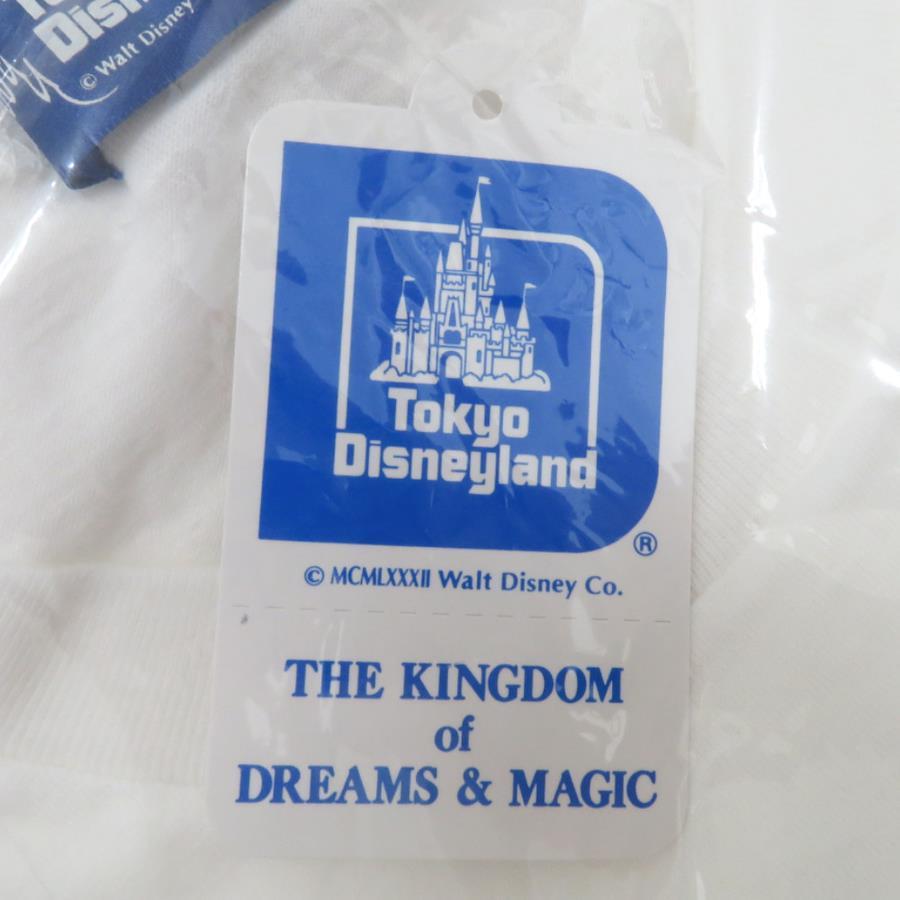 © Walt Disney
Tokyo
Disneyland
®
© MCMLXXXII Walt Disney Co.
THE KINGDOM
of
DREAMS & MAGIC